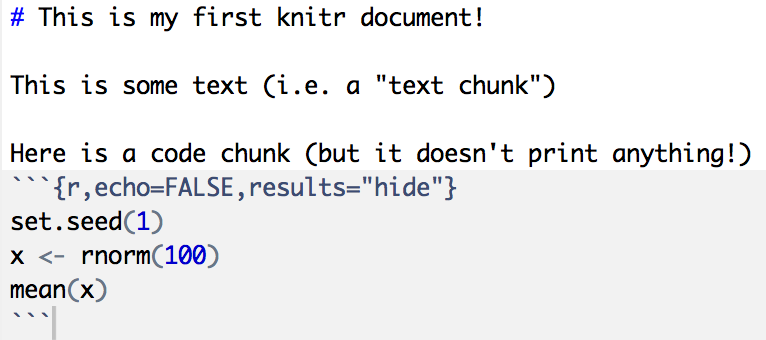 # This is my first knitr document!
This is some text (i.e. a "text chunk")
Here is a code chunk (but it doesn't print anything!)
```{r,echo=FALSE,results="hide"}
set.seed(1)
x <- rnorm(100)
mean(x)
```